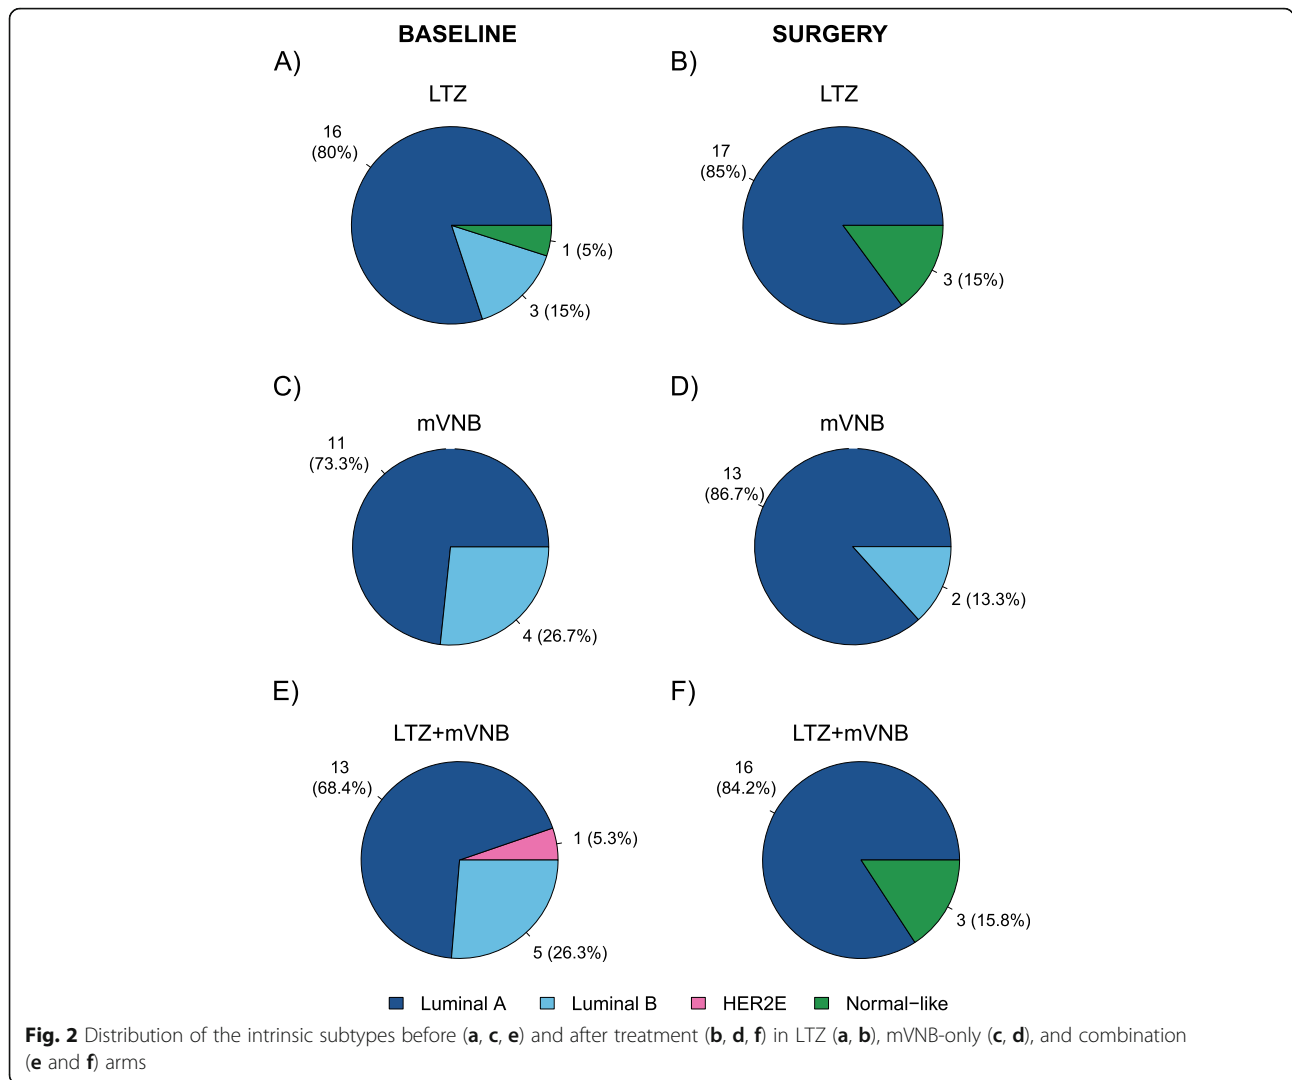 BASELINE
SURGERY
A)
B)
LTZ
LTZ
16
(80%)
1 (5%)
3 (15%)
17
(85%)
3 (15%)
C)
D)
mVNB
mVNB
11
(73.3%)
4 (26.7%)
13
(86.7%)
2 (13.3%)
E)
F)
LTZ+mVNB
LTZ+mVNB
13
(68.4%)
1 (5.3%)
5 (26.3%)
16
(84.2%)
3 (15.8%)
Luminal A
Luminal B
HER2E
Normal−like
Fig. 2 Distribution of the intrinsic subtypes before (a, c, e) and after treatment (b, d, f) in LTZ (a, b), mVNB-only (c, d), and combination
(e and f) arms